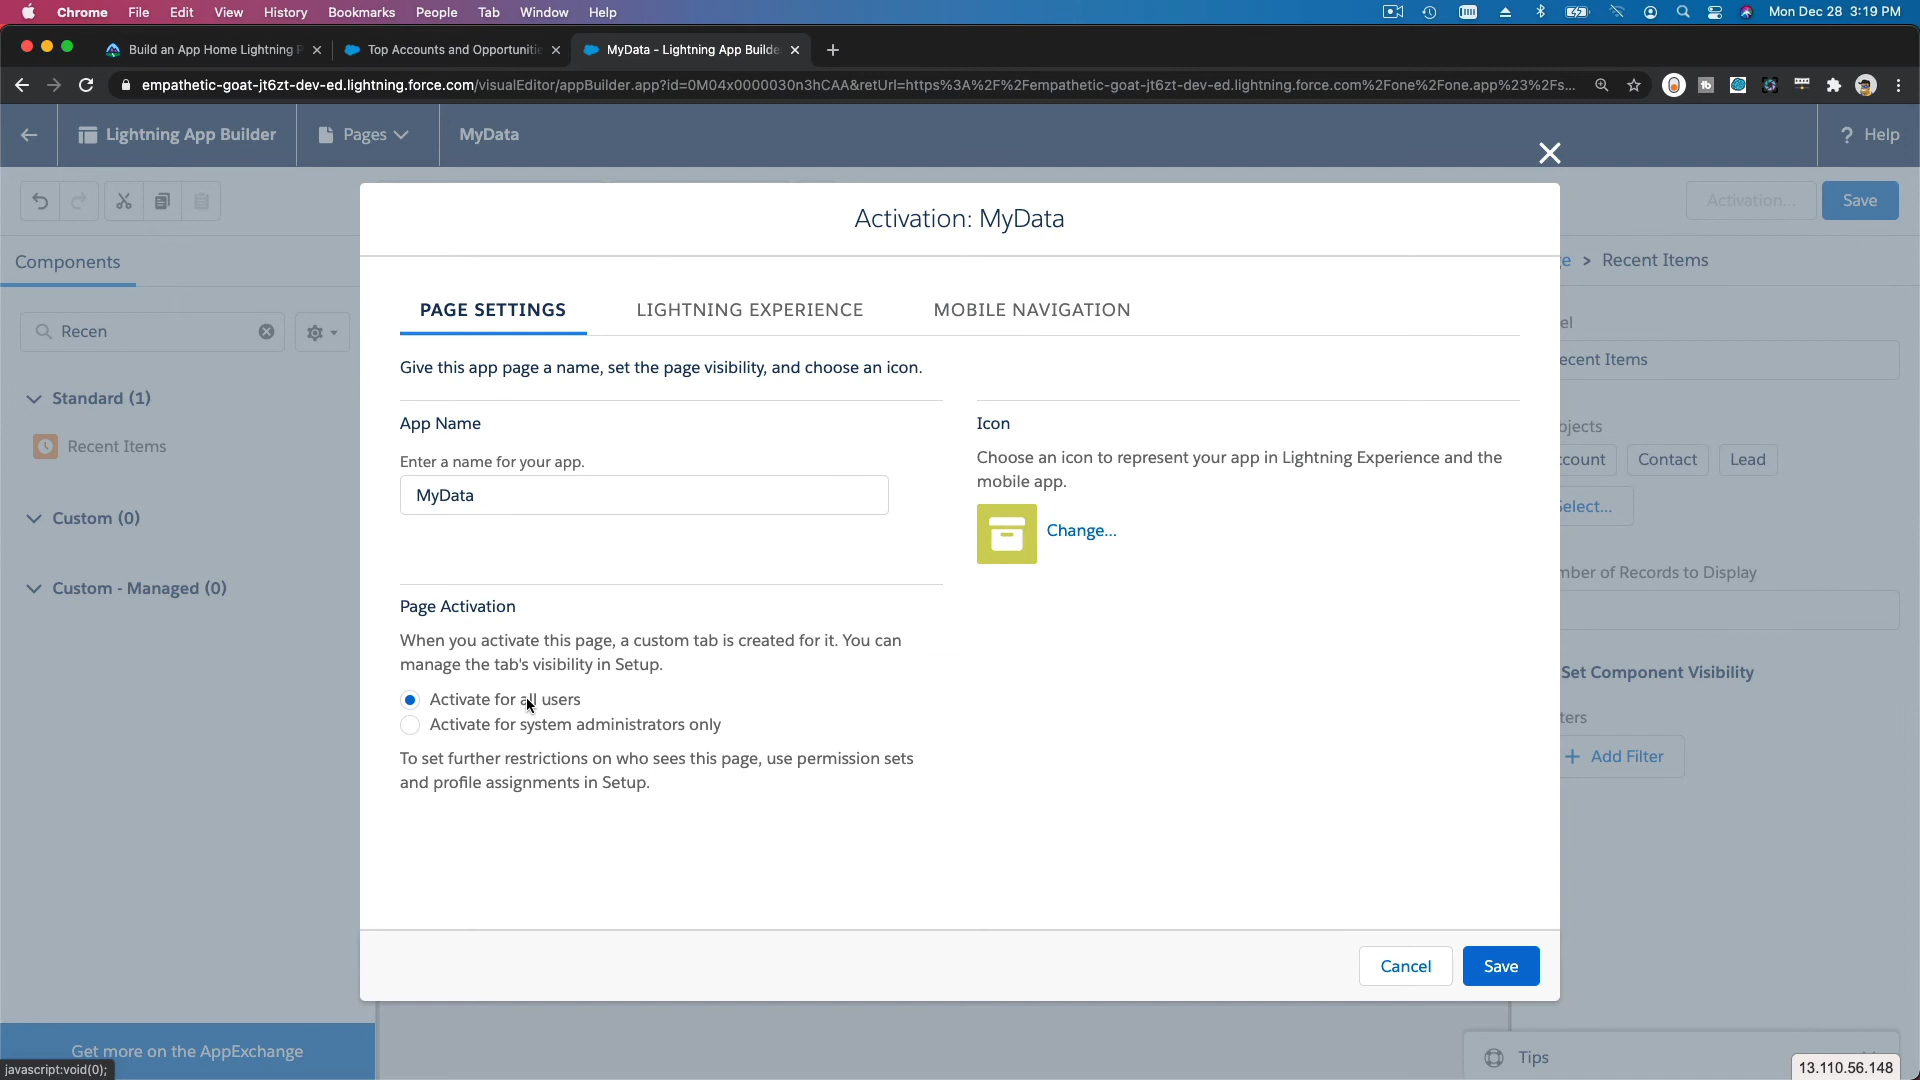 Chrome File Edit View History Bookmarks People Tab Window Help Mon Dec 28 3:19 PM
Build an App Home Lightning P
Top Accounts and Opportunitie
MyData - Lightning App Builde
empathetic-goat-jt6zt-dev-ed.lightning.force.com/visualEditor/appBuilder.app?id=0M04x0000030n3hCAA&retUrl=https%3A%2F%2Fempathetic-goat-jt6zt-dev-ed.lightning.force.com%2Fone%2Fone.app%23%2Fs...
Lightning App Builder Pages MyData ? Help
Activation... Save
Activation: MyData
Components
e > Recent Items
PAGE SETTINGS LIGHTNING EXPERIENCE MOBILE NAVIGATION
Recen
el
ecent Items
Give this app page a name, set the page visibility, and choose an icon.
Standard (1)
Recent Items
App Name
Enter a name for your app.
MyData
Icon
Choose an icon to represent your app in Lightning Experience and the
mobile app.
Change...
ojects
count Contact Lead
Select...
Custom (0)
Custom - Managed (0)
mber of Records to Display
Page Activation
When you activate this page, a custom tab is created for it. You can
manage the tab's visibility in Setup.
Activate for all users
Activate for system administrators only
To set further restrictions on who sees this page, use permission sets
and profile assignments in Setup.
Set Component Visibility
ters
+ Add Filter
Cancel Save
Get more on the AppExchange
Tips
javascript:void(0);
13.110.56.148